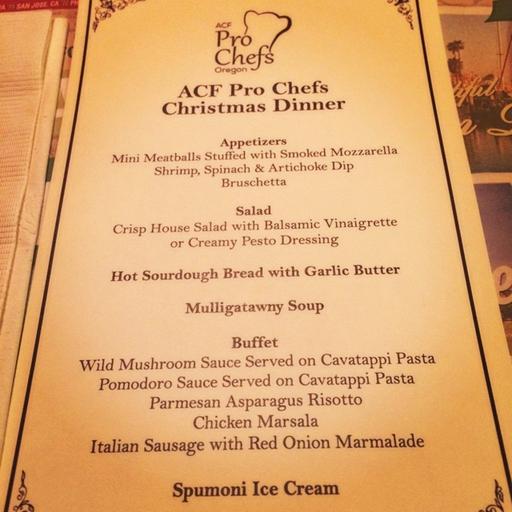 SAN JOSE, CA
ACF
Pro
Chefs
Oregon
ACF Pro Chefs
Christmas Dinner
Appetizers
Mini Meatballs Stuffed with Smoked Mozzarella
Shrimp, Spinach & Artichoke Dip
Bruschetta
Salad
Crisp House Salad with Balsamic Vinaigrette
or Creamy Pesto Dressing
Hot Sourdough Bread with Garlic Butter
Mulligatawny Soup
Buffet
Wild Mushroom Sauce Served on Cavatappi Pasta
Pomodoro Sauce Served on Cavatappi Pasta
Parmesan Asparagus Risotto
Chicken Marsala
Italian Sausage with Red Onion Marmalade
Spumoni Ice Cream